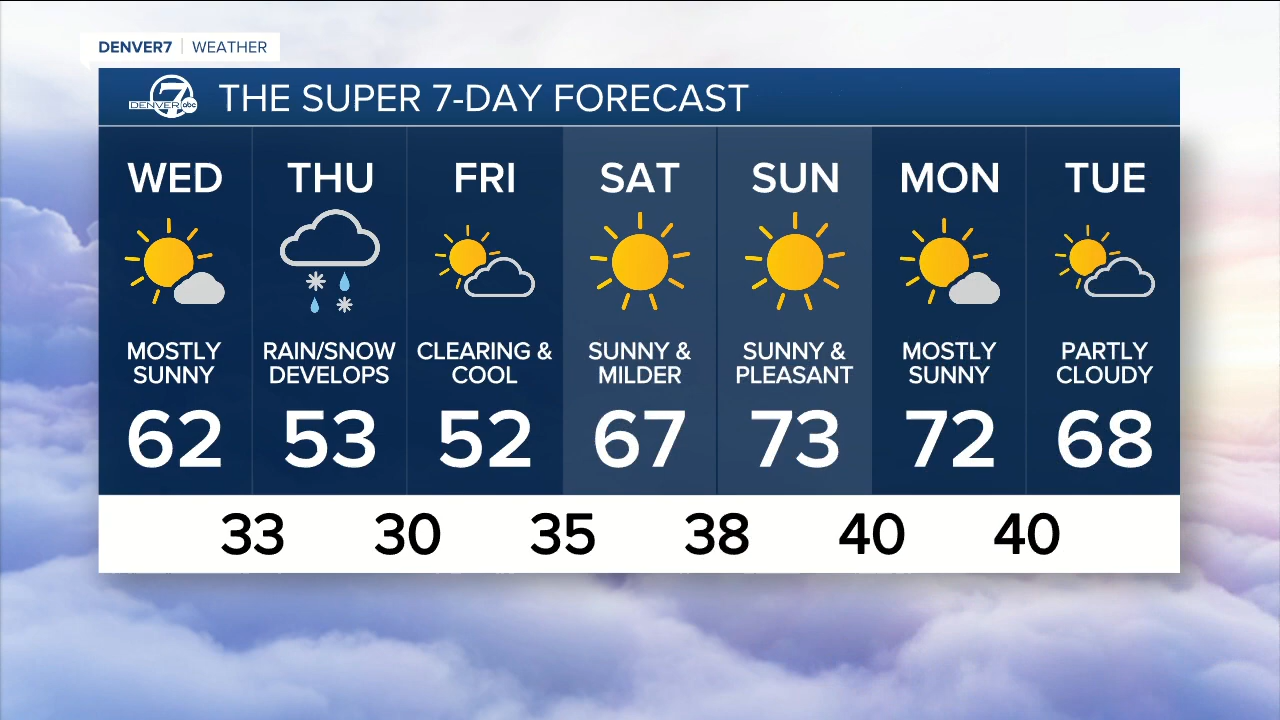 DENVER7 | WEATHER
7 DENVER abc
THE SUPER 7-DAY FORECAST
WED THU FRI SAT SUN MON TUE
MOSTLY RAIN/SNOW CLEARING & SUNNY & SUNNY & MOSTLY PARTLY
SUNNY DEVELOPS COOL MILDER PLEASANT SUNNY CLOUDY
62 53 52 67 73 72 68
33 30 35 38 40 40